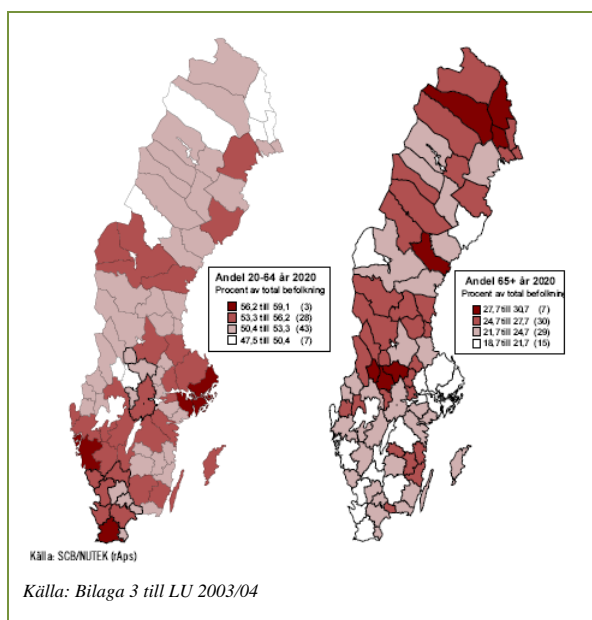 Andel 20-64 år 2020
Procent av total befolkning
56,2 till 59,1 (3)
53,3 till 56,2 (28)
50,4 till 53,3 (43)
47,5 till 50,4 (7)
Andel 65+ år 2020
Procent av total befolkning
27,7 till 30,7 (7)
24,7 till 27,7 (30)
21,7 till 24,7 (29)
18,7 till 21,7 (15)
Källa: SCB/NUTEK (rAps)
Källa: Bilaga 3 till LU 2003/04